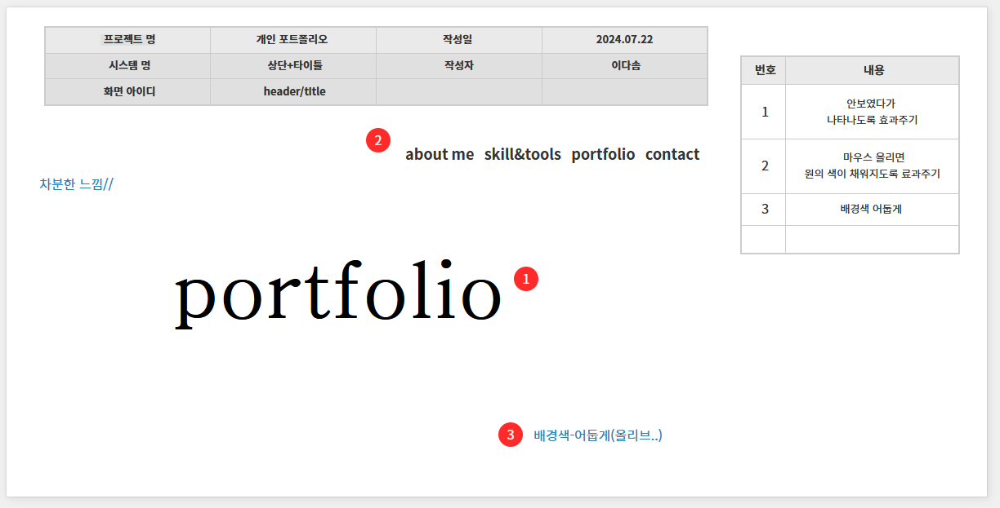 프로젝트 명 개인 포트폴리오 작성일 2024.07.22
시스템 명 상단+타이틀 작성자 이다솜
화면 아이디 header/tItle
번호 내용
1 안보였다가
나타나도록 효과주기
2 마우스 올리면
원의 색이 채워지도록 료과주기
3 배경색 어둡게
2 about me skill&tools portfolio contact
차분한 느낌//
portfolio 1
3 배경색-어둡게(올리브..)